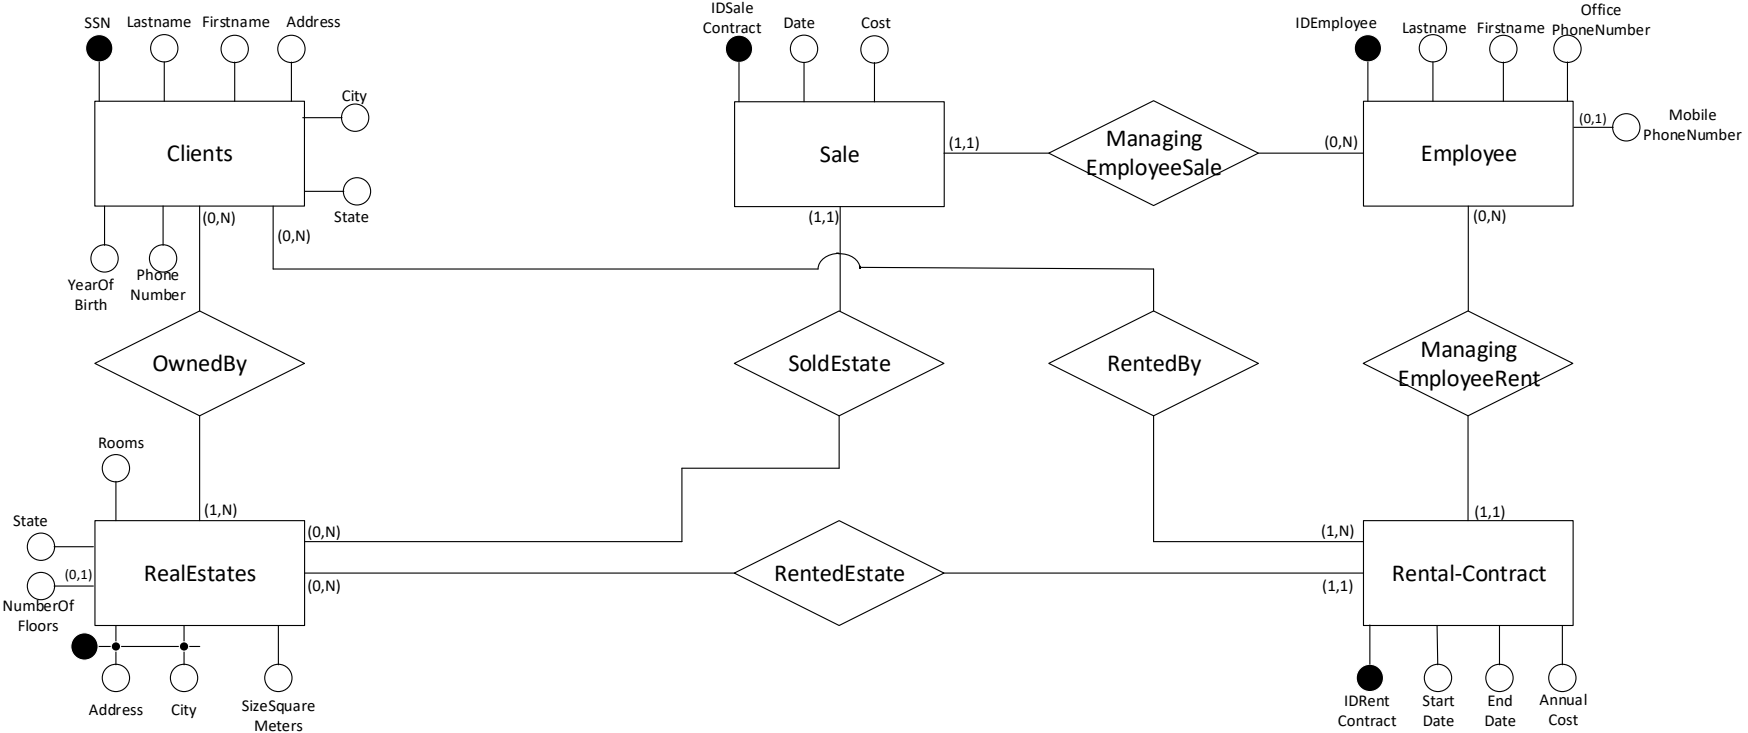 SSN
Lastname
Firstname
Address
City
Clients
State
(0,N)
(0,N)
YearOf
Birth
Phone
Number
IDSale
Contract
Date
Cost
Sale
(1,1)
(1,1)
Managing
EmployeeSale
(0,N)
IDEmployee
Lastname
Firstname
Office
PhoneNumber
(0,1)
Mobile
PhoneNumber
Employee
(0,N)
OwnedBy
SoldEstate
RentedBy
Managing
EmployeeRent
Rooms
(1,N)
State
(0,1)
NumberOf
Floors
RealEstates
(0,N)
(0,N)
Address
City
SizeSquare
Meters
RentedEstate
(1,N)
(1,1)
(1,1)
Rental-Contract
IDRent
Contract
Start
Date
End
Date
Annual
Cost